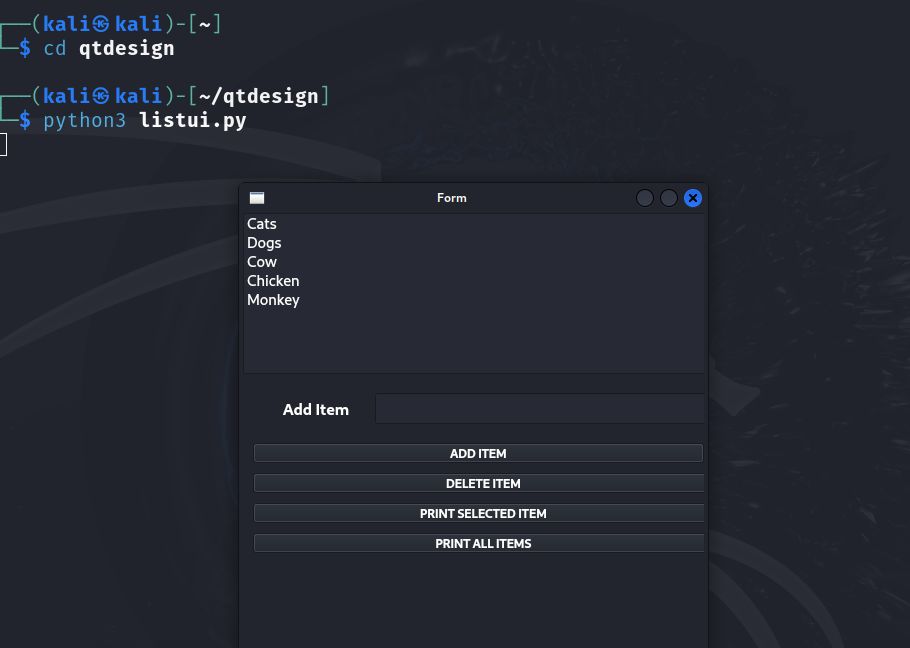 ┌──(kali㉿kali)-[~]
└─$ cd qtdesign
┌──(kali㉿kali)-[~/qtdesign]
└─$ python3 listui.py
Form
Cats
Dogs
Cow
Chicken
Monkey
Add Item
ADD ITEM
DELETE ITEM
PRINT SELECTED ITEM
PRINT ALL ITEMS